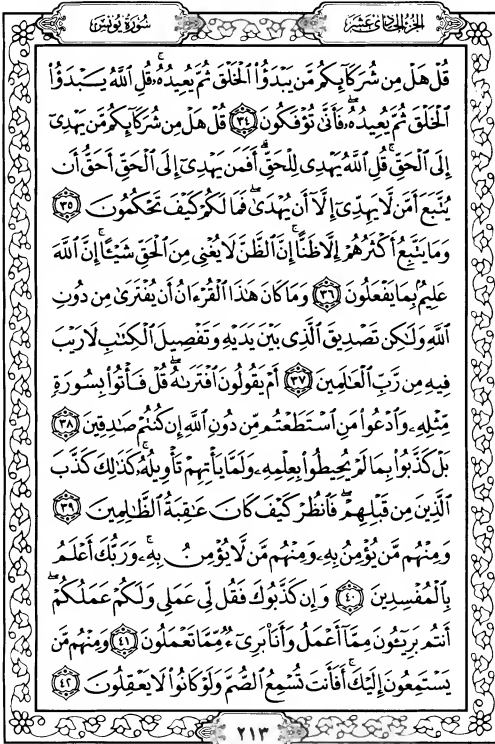 الجزء الحادي عشر
سورة يونس
قُلْ هَلْ مِن شُرَكَآئِكُم مَّن يَبْدَؤُا۟ ٱلْخَلْقَ ثُمَّ يُعِيدُهُۥ ۚ قُلِ ٱللَّهُ يَبْدَؤُا۟
ٱلْخَلْقَ ثُمَّ يُعِيدُهُۥ ۖ فَأَنَّىٰ تُؤْفَكُونَ ٣٤ قُلْ هَلْ مِن شُرَكَآئِكُم مَّن يَهْدِىٓ
إِلَى ٱلْحَقِّ ۚ قُلِ ٱللَّهُ يَهْدِى لِلْحَقِّ ۗ أَفَمَن يَهْدِىٓ إِلَى ٱلْحَقِّ أَحَقُّ أَن
يُتَّبَعَ أَمَّن لَّا يَهِدِّىٓ إِلَّآ أَن يُهْدَىٰ ۖ فَمَا لَكُمْ كَيْفَ تَحْكُمُونَ ٣٥
وَمَا يَتَّبِعُ أَكْثَرُهُمْ إِلَّا ظَنًّا ۚ إِنَّ ٱلظَّنَّ لَا يُغْنِى مِنَ ٱلْحَقِّ شَيْـًٔا ۚ إِنَّ ٱللَّهَ
عَلِيمٌۢ بِمَا يَفْعَلُونَ ٣٦ وَمَا كَانَ هَـٰذَا ٱلْقُرْءَانُ أَن يُفْتَرَىٰ مِن دُونِ
ٱللَّهِ وَلَـٰكِن تَصْدِيقَ ٱلَّذِى بَيْنَ يَدَيْهِ وَتَفْصِيلَ ٱلْكِتَـٰبِ لَا رَيْبَ
فِيهِ مِن رَّبِّ ٱلْعَـٰلَمِينَ ٣٧ أَمْ يَقُولُونَ ٱفْتَرَىٰهُ ۖ قُلْ فَأْتُوا۟ بِسُورَةٍ
مِّثْلِهِۦ وَٱدْعُوا۟ مَنِ ٱسْتَطَعْتُم مِّن دُونِ ٱللَّهِ إِن كُنتُمْ صَـٰدِقِينَ ٣٨
بَلْ كَذَّبُوا۟ بِمَا لَمْ يُحِيطُوا۟ بِعِلْمِهِۦ وَلَمَّا يَأْتِهِمْ تَأْوِيلُهُۥ ۚ كَذَٰلِكَ كَذَّبَ
ٱلَّذِينَ مِن قَبْلِهِمْ ۖ فَٱنظُرْ كَيْفَ كَانَ عَـٰقِبَةُ ٱلظَّـٰلِمِينَ ٣٩
وَمِنْهُم مَّن يُؤْمِنُ بِهِۦ وَمِنْهُم مَّن لَّا يُؤْمِنُ بِهِۦ ۚ وَرَبُّكَ أَعْلَمُ
بِٱلْمُفْسِدِينَ ٤٠ وَإِن كَذَّبُوكَ فَقُل لِّى عَمَلِى وَلَكُمْ عَمَلُكُمْ ۖ
أَنتُم بَرِيٓـُٔونَ مِمَّآ أَعْمَلُ وَأَنَا۠ بَرِىٓءٌ مِّمَّا تَعْمَلُونَ ٤١ وَمِنْهُم مَّن
يَسْتَمِعُونَ إِلَيْكَ ۚ أَفَأَنتَ تُسْمِعُ ٱلصُّمَّ وَلَوْ كَانُوا۟ لَا يَعْقِلُونَ ٤٢
٢١٣